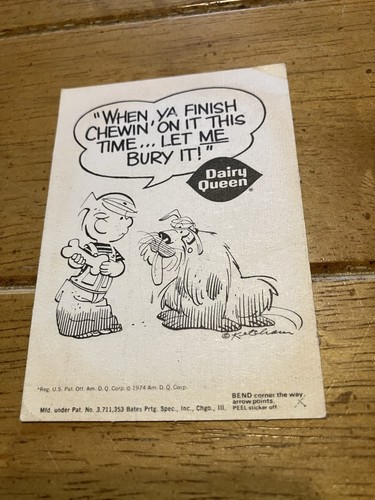 "WHEN YA FINISH
CHEWIN' ON IT THIS
TIME... LET ME
BURY IT!"
Dairy
Queen®
© Ketcham
*Reg. U.S. Pat. Off. Am. D. Q. Corp. © 1974 Am. D. Q. Corp.
Mfd. under Pat. No. 3,711,353 Bates Prtg. Spec., Inc., Chgo., Ill.
BEND corner the way
arrow points.
PEEL sticker off